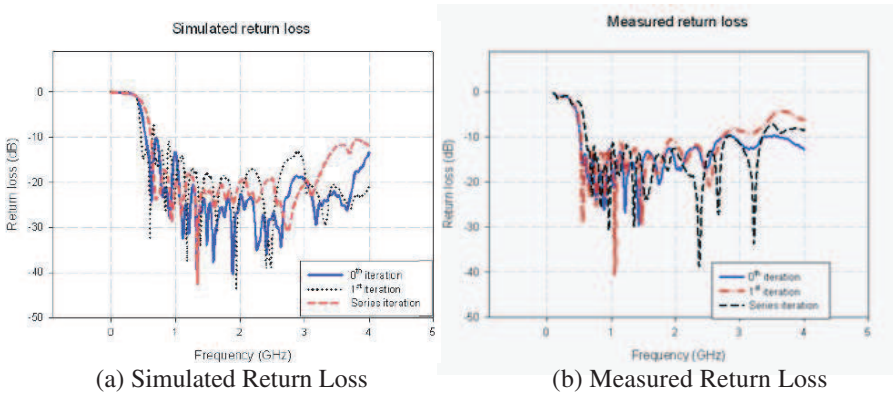 Simulated return loss
0
-10
-20
-30
-40
-50
Return loss (dB)
0 1 2 3 4 5
Frequency (GHz)
0th iteration
1st iteration
Series iteration
(a) Simulated Return Loss
Measured return loss
0
-10
-20
-30
-40
-50
Return loss (dB)
0 1 2 3 4 5
Frequency (GHz)
0th iteration
1st iteration
Series iteration
(b) Measured Return Loss